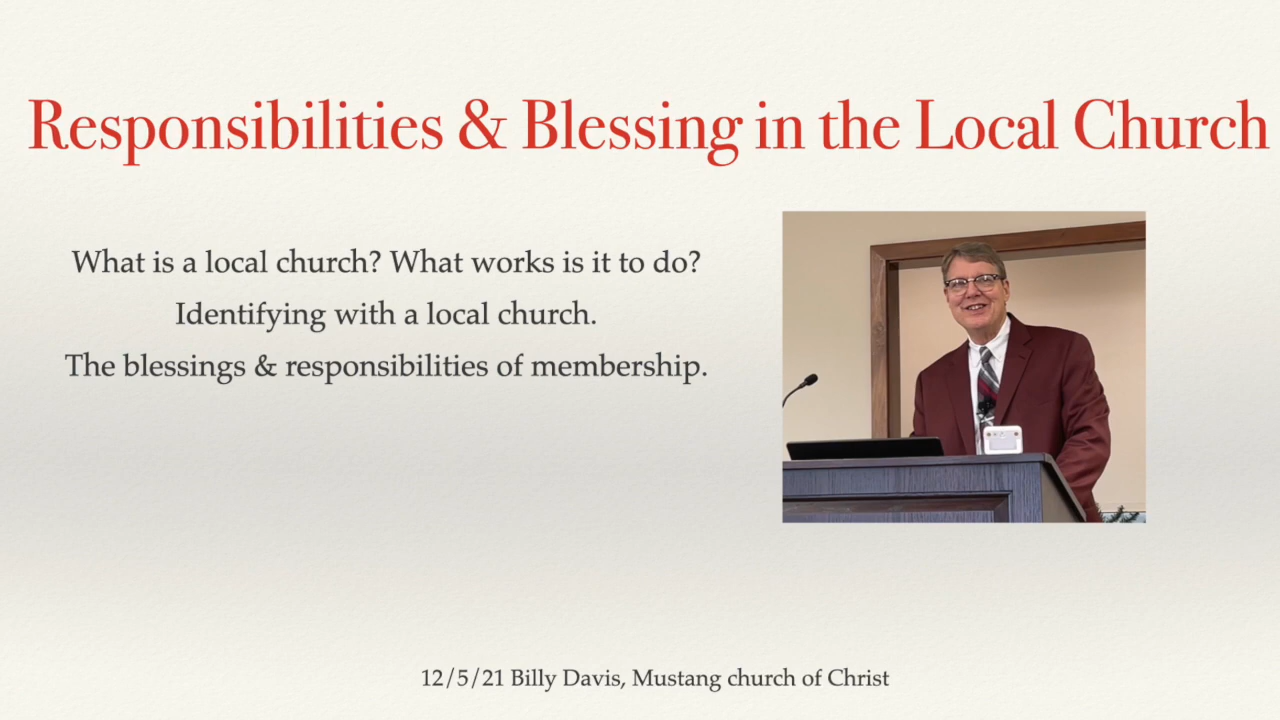 Responsibilities & Blessing in the Local Church
What is a local church? What works is it to do?
Identifying with a local church.
The blessings & responsibilities of membership.
12/5/21 Billy Davis, Mustang church of Christ